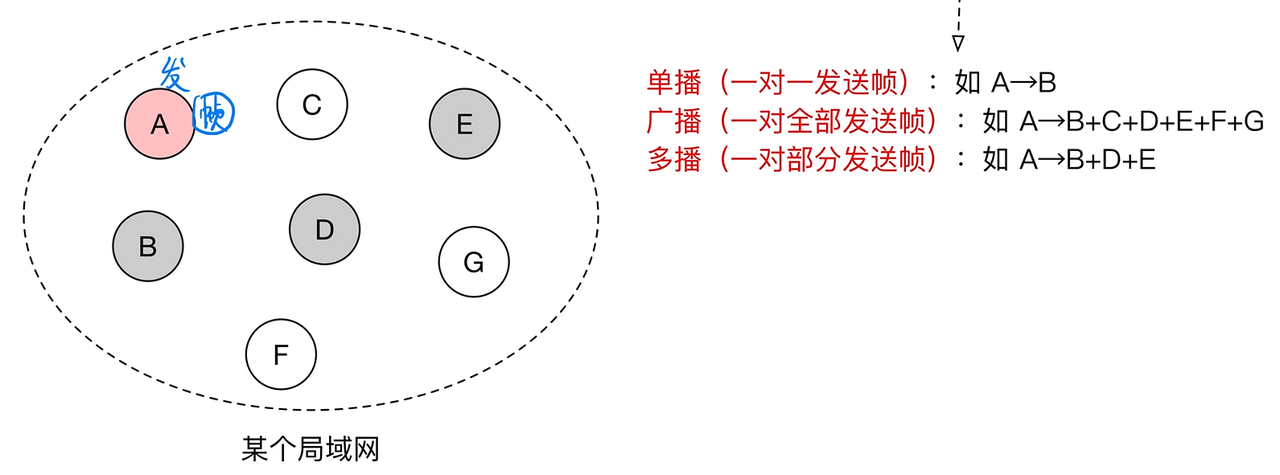 发
A
帧
C
E
B
D
G
F
某个局域网
单播（一对一发送帧）：如 A→B
广播（一对全部发送帧）：如 A→B+C+D+E+F+G
多播（一对部分发送帧）：如 A→B+D+E